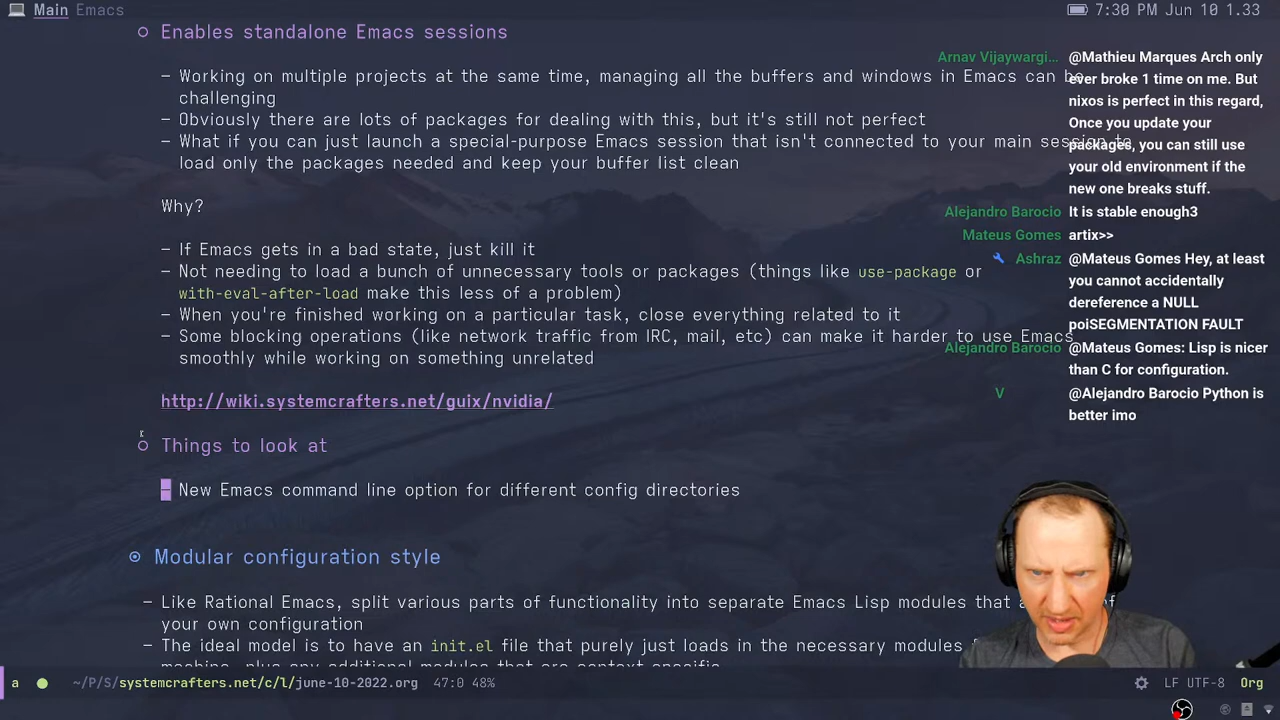 Main Emacs
7:30 PM Jun 10 1.33
Enables standalone Emacs sessions
- Working on multiple projects at the same time, managing all the buffers and windows in Emacs can be
challenging
- Obviously there are lots of packages for dealing with this, but it's still not perfect
- What if you can just launch a special-purpose Emacs session that isn't connected to your main session to
load only the packages needed and keep your buffer list clean
Why?
- If Emacs gets in a bad state, just kill it
- Not needing to load a bunch of unnecessary tools or packages (things like use-package or
with-eval-after-load make this less of a problem)
- When you're finished working on a particular task, close everything related to it
- Some blocking operations (like network traffic from IRC, mail, etc) can make it harder to use Emacs
smoothly while working on something unrelated
http://wiki.systemcrafters.net/guix/nvidia/
Things to look at
- New Emacs command line option for different config directories
Modular configuration style
- Like Rational Emacs, split various parts of functionality into separate Emacs Lisp modules that of
your own configuration
- The ideal model is to have an init.el file that purely just loads in the necessary modules
machine, plus any additional modules that are context-specific
Arnav Vijaywargi... @Mathieu Marques Arch only
ever broke 1 time on me. But
nixos is perfect in this regard,
Once you update your
packages, you can still use
your old environment if the
new one breaks stuff.
Alejandro Barocio It is stable enough3
Mateus Gomes artix>>
Ashraz @Mateus Gomes Hey, at least
you cannot accidentally
dereference a NULL
poiSEGMENTATION FAULT
Alejandro Barocio @Mateus Gomes: Lisp is nicer
than C for configuration.
V @Alejandro Barocio Python is
better imo
a ~/P/S/systemcrafters.net/c/l/june-10-2022.org 47:0 48%
LF UTF-8 Org